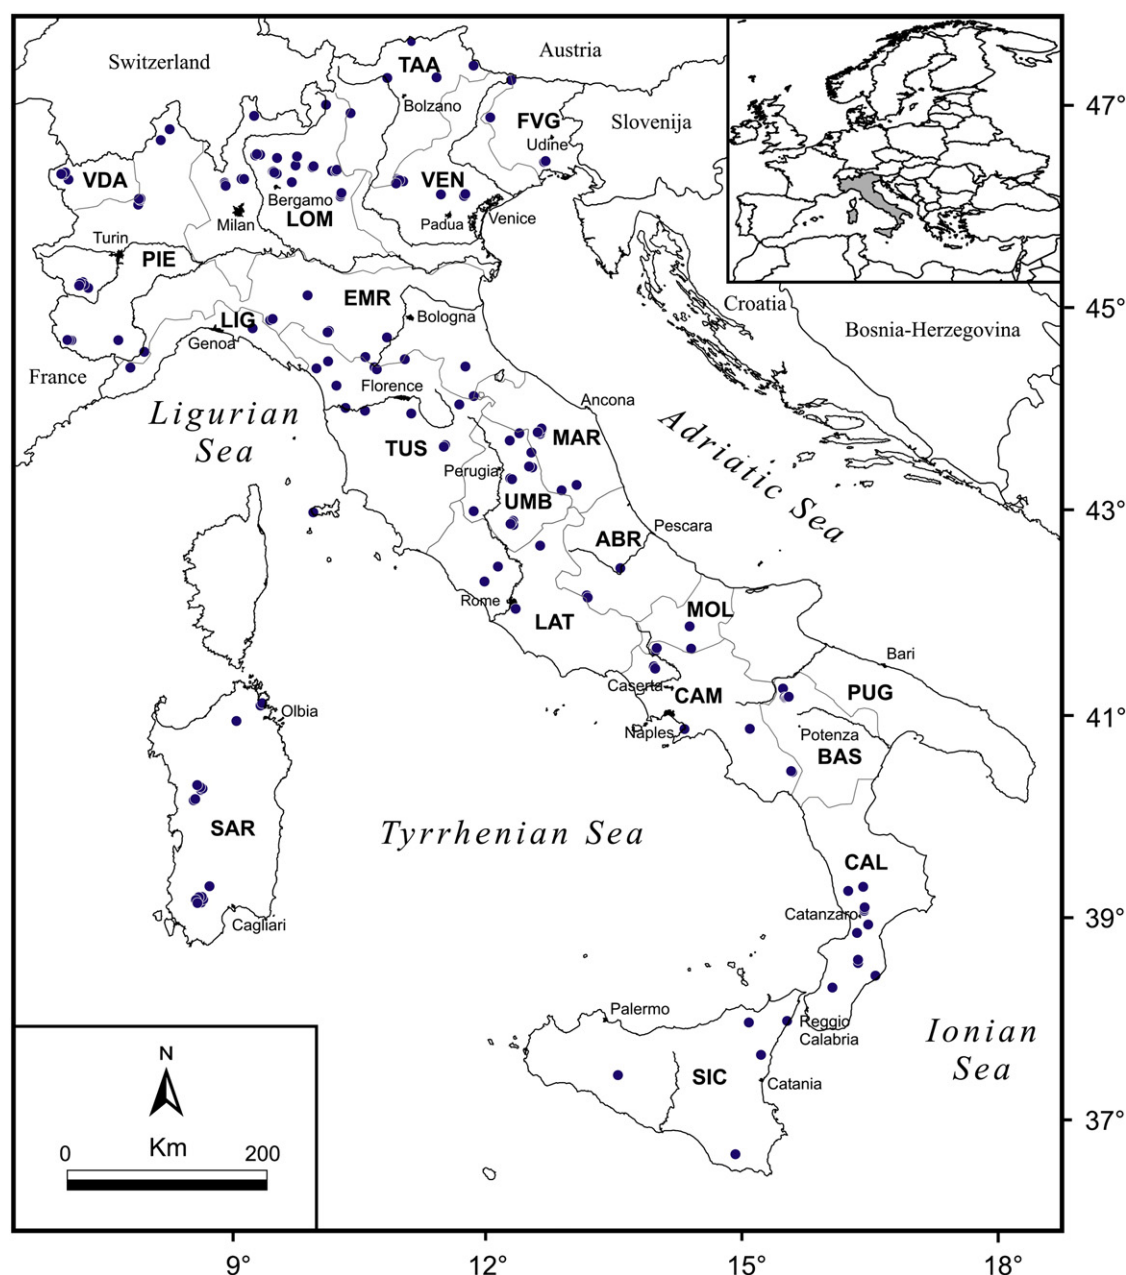 Switzerland
Austria
TAA
Bolzano
47°
FVG
Slovenija
Udine
VDA
VEN
Bergamo
LOM
Milan
Padua
Venice
Turin
PIE
EMR
Croatia
45°
LIG
Bologna
Bosnia-Herzegovina
Genoa
France
Florence
Ancona
Ligurian
Sea
Adriatic Sea
TUS
MAR
Perugia
UMB
43°
ABR
Pescara
Rome
LAT
MOL
Bari
Caserta
CAM
PUG
Olbia
41°
Naples
Potenza
BAS
SAR
Tyrrhenian Sea
CAL
Catanzaro
39°
Cagliari
Palermo
Reggio
Calabria
Ionian
Sea
N
SIC
Catania
37°
Km
0
200
9°
12°
15°
18°